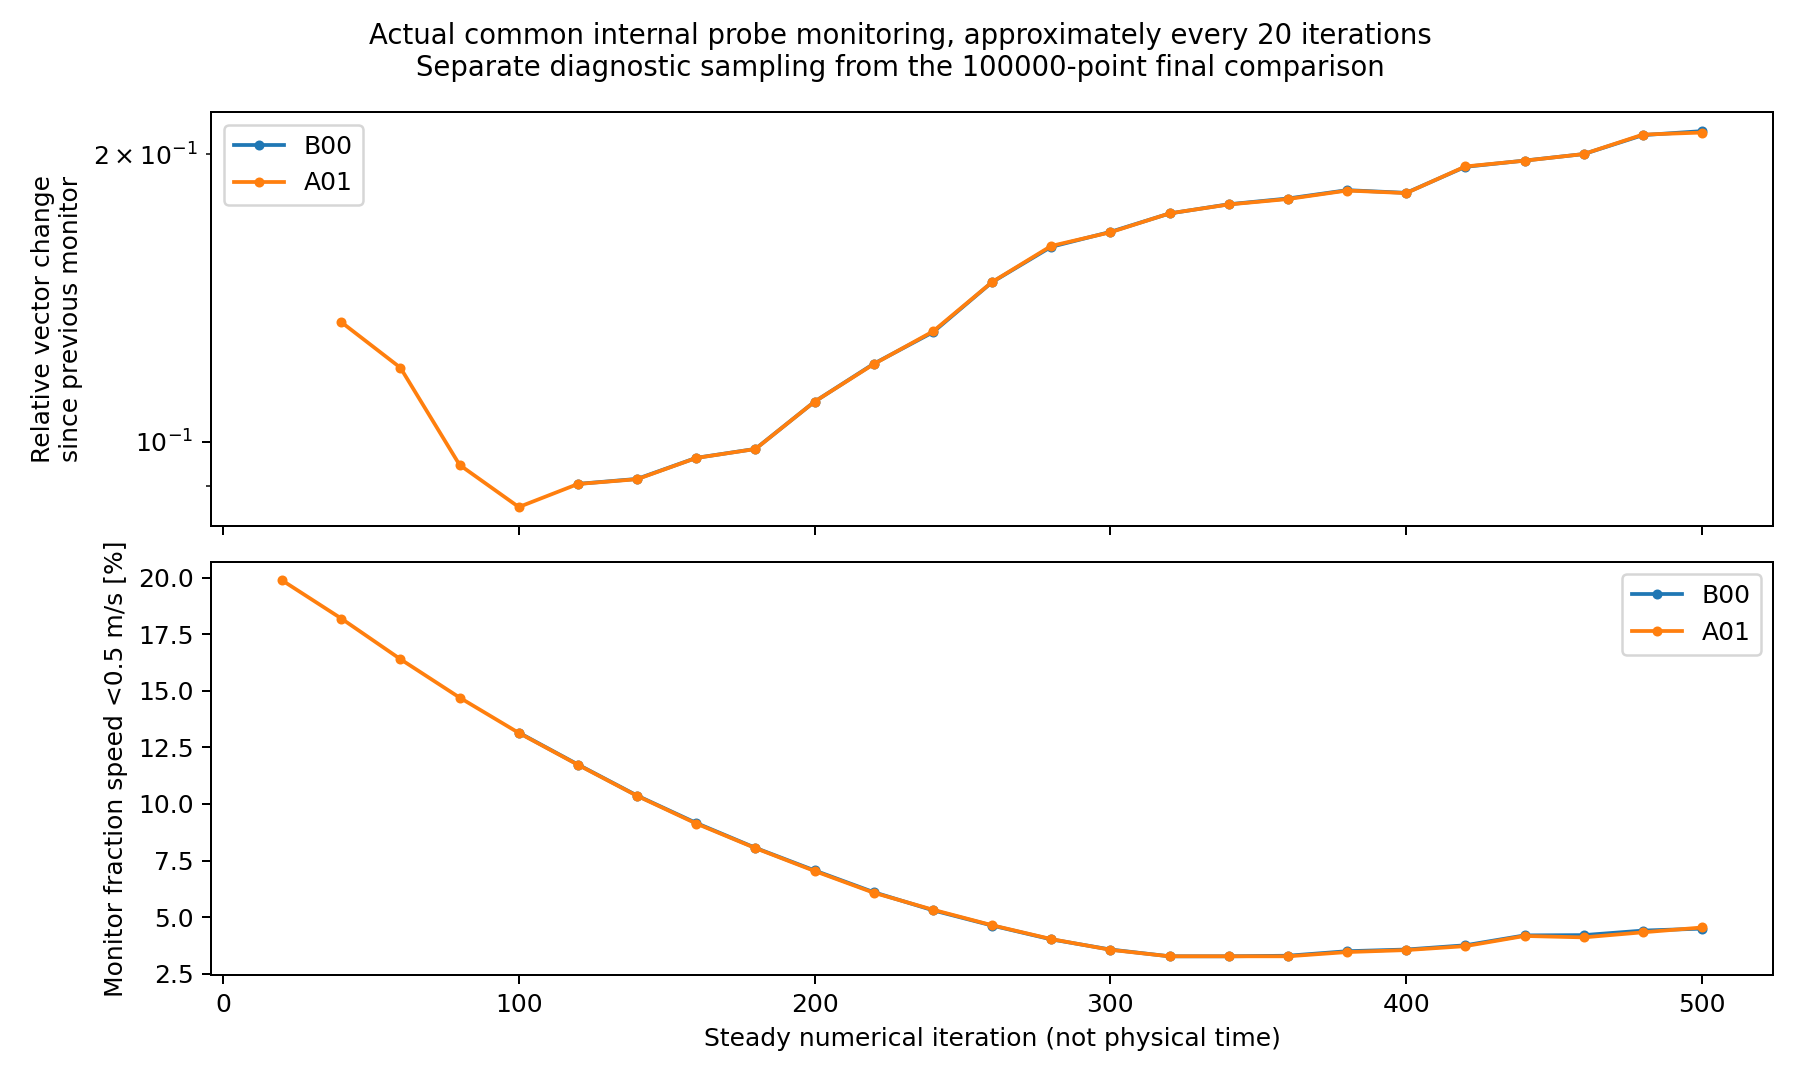 Actual common internal probe monitoring, approximately every 20 iterations
Separate diagnostic sampling from the 100000-point final comparison
Relative vector change
since previous monitor
2 × 10⁻¹
10⁻¹
B00
A01
Monitor fraction speed <0.5 m/s [%]
20.0
17.5
15.0
12.5
10.0
7.5
5.0
2.5
B00
A01
0
100
200
300
400
500
Steady numerical iteration (not physical time)